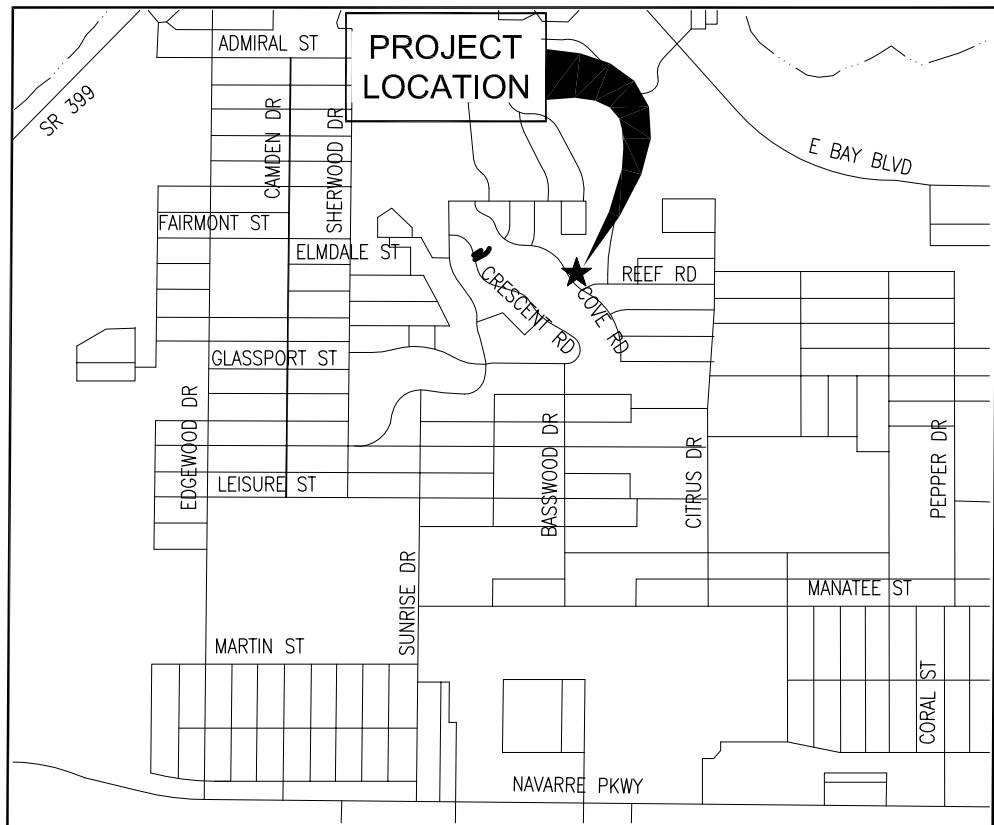 ADMIRAL ST
PROJECT
LOCATION
SR 399
CAMDEN DR
SHERWOOD DR
E BAY BLVD
FAIRMONT ST
ELMDALE ST
CRESCENT RD
COVE RD
REEF RD
GLASSPORT ST
EDGEWOOD DR
LEISURE ST
BASSWOOD DR
CITRUS DR
PEPPER DR
SUNRISE DR
MANATEE ST
MARTIN ST
CORAL ST
NAVARRE PKWY